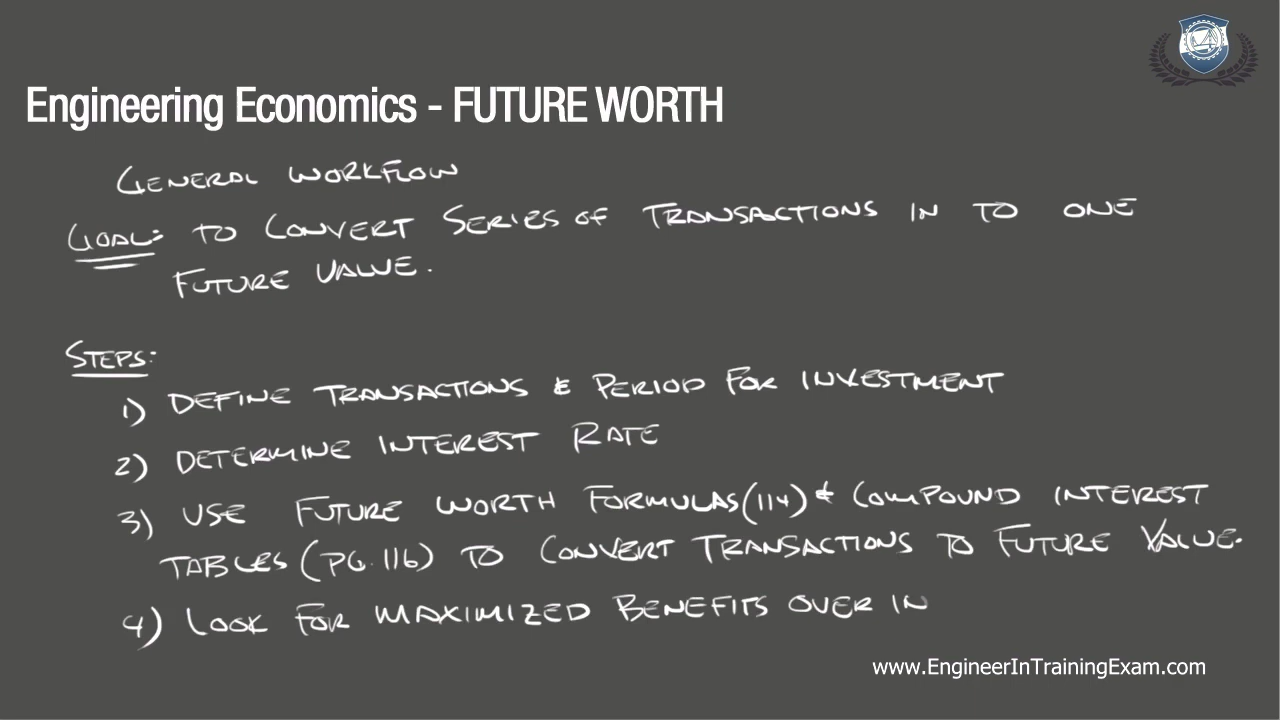 Engineering Economics - FUTURE WORTH
GENERAL WORKFLOW
GOAL: TO CONVERT SERIES OF TRANSACTIONS IN TO ONE
FUTURE VALUE.
STEPS:
1) DEFINE TRANSACTIONS & PERIOD FOR INVESTMENT
2) DETERMINE INTEREST RATE
3) USE FUTURE WORTH FORMULAS (114) & COMPOUND INTEREST
TABLES (PG. 116) TO CONVERT TRANSACTIONS TO FUTURE VALUE.
4) LOOK FOR MAXIMIZED BENEFITS OVER IN
www.EngineerInTrainingExam.com